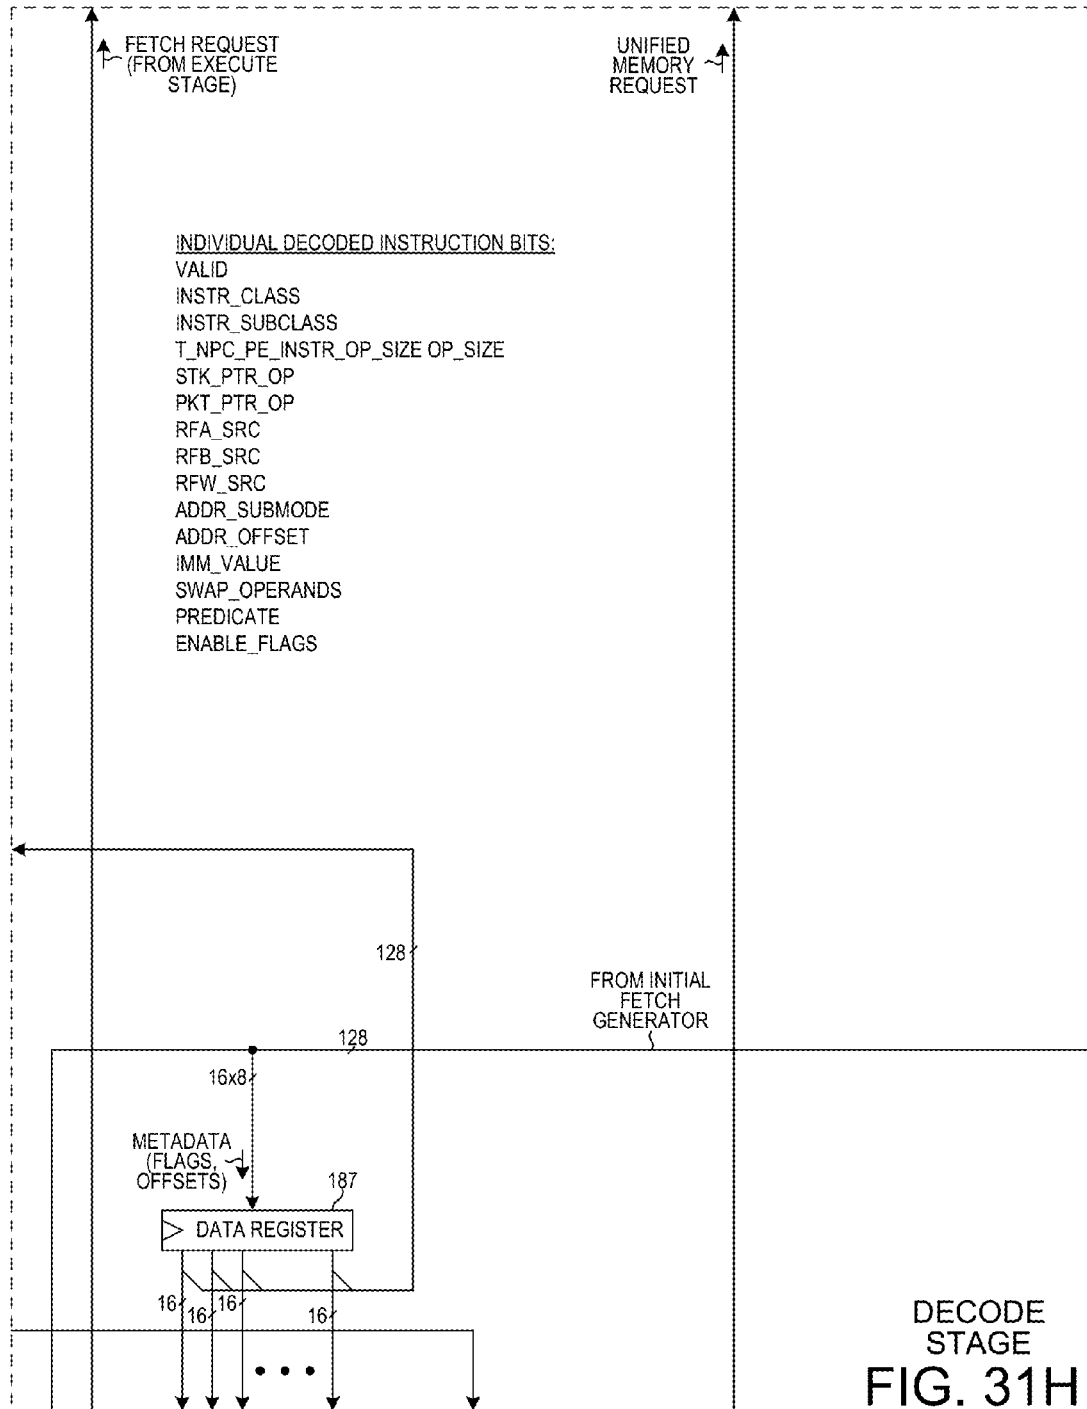 FETCH REQUEST
(FROM EXECUTE
STAGE)
UNIFIED
MEMORY
REQUEST
INDIVIDUAL DECODED INSTRUCTION BITS:
VALID
INSTR_CLASS
INSTR_SUBCLASS
T_NPC_PE_INSTR_OP_SIZE OP_SIZE
STK_PTR_OP
PKT_PTR_OP
RFA_SRC
RFB_SRC
RFW_SRC
ADDR_SUBMODE
ADDR_OFFSET
IMM_VALUE
SWAP_OPERANDS
PREDICATE
ENABLE_FLAGS
128
FROM INITIAL
FETCH
GENERATOR
128
16x8
METADATA
(FLAGS,
OFFSETS)
187
DATA REGISTER
16
16
16
16
DECODE
STAGE
FIG. 31H